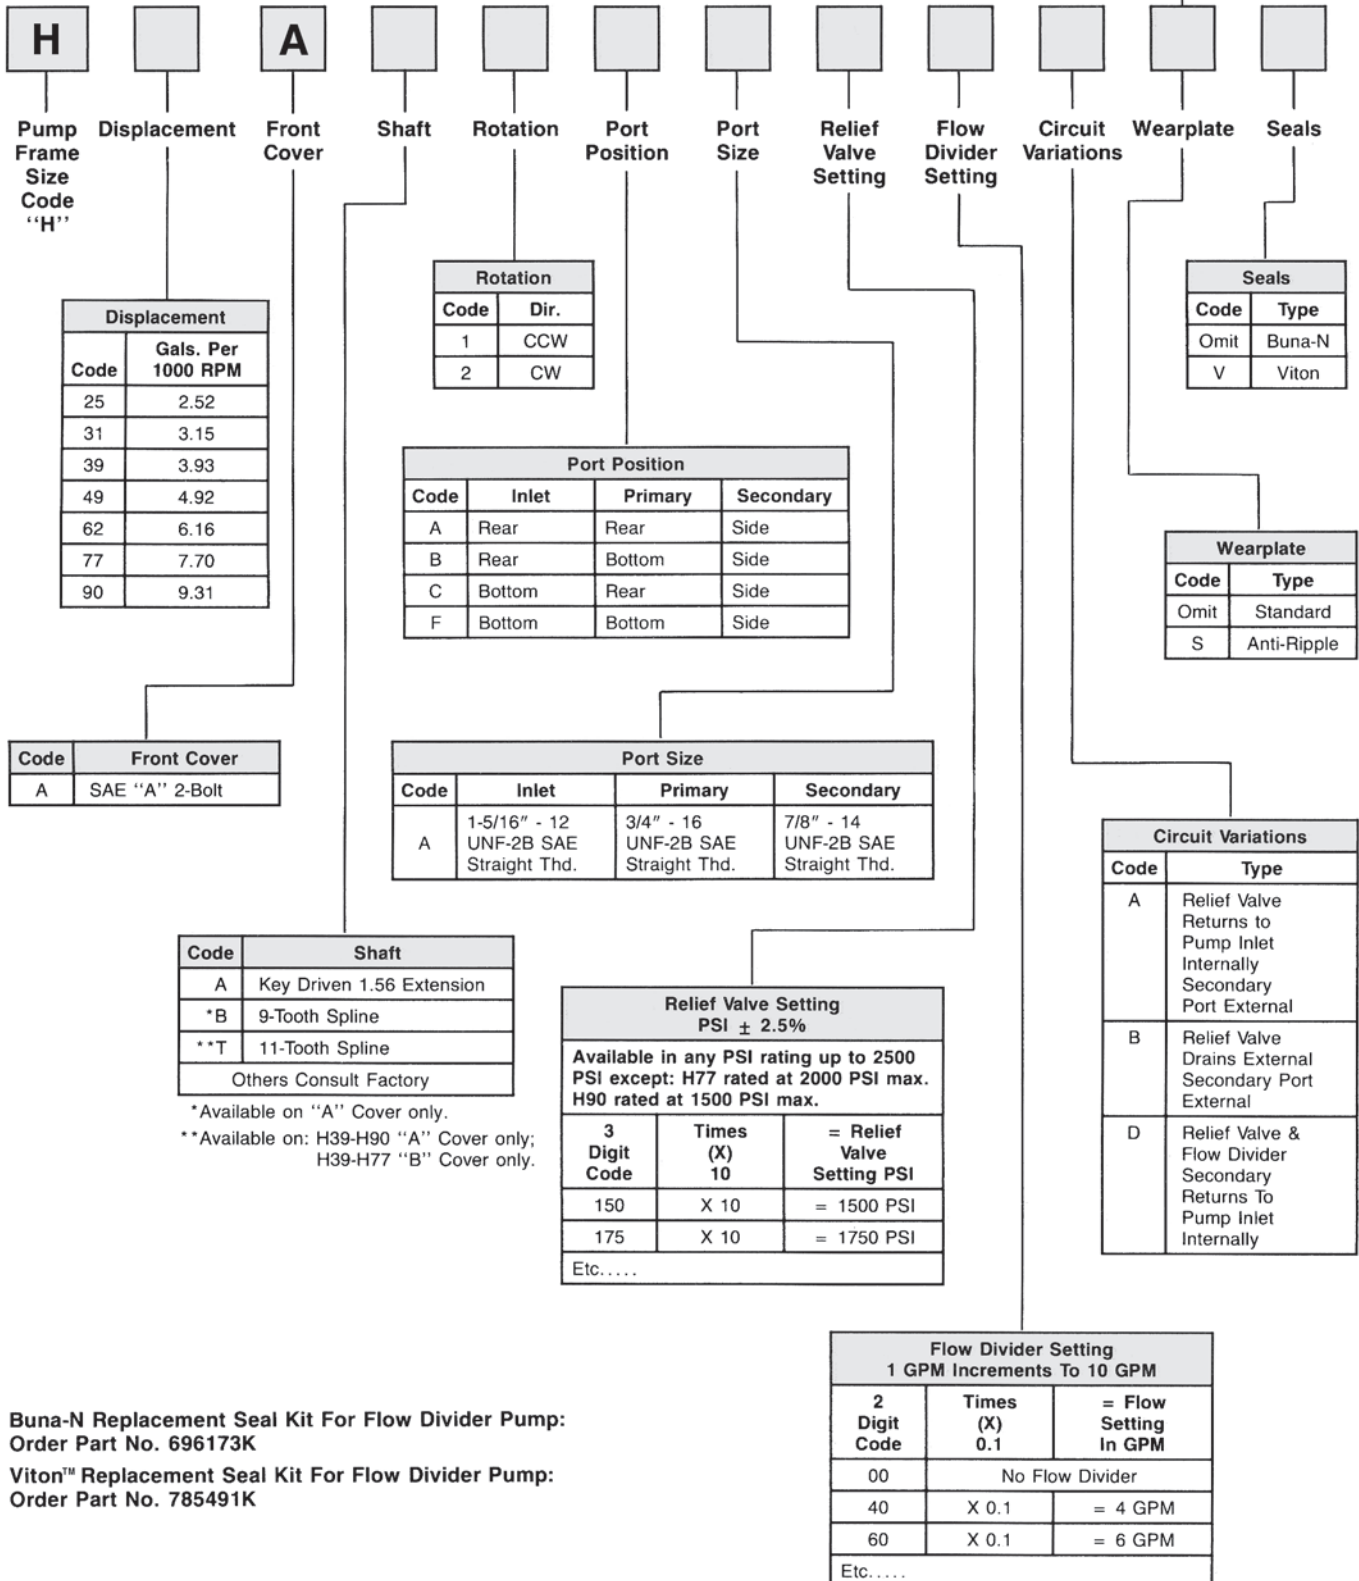 H A
Pump Frame Size Code ‘‘H’’
Displacement
Front Cover
Shaft
Rotation
Port Position
Port Size
Relief Valve Setting
Flow Divider Setting
Circuit Variations
Wearplate
Seals
Displacement
Code Gals. Per 1000 RPM
25 2.52
31 3.15
39 3.93
49 4.92
62 6.16
77 7.70
90 9.31
Rotation
Code Dir.
1 CCW
2 CW
Seals
Code Type
Omit Buna-N
V Viton
Port Position
Code Inlet Primary Secondary
A Rear Rear Side
B Rear Bottom Side
C Bottom Rear Side
F Bottom Bottom Side
Wearplate
Code Type
Omit Standard
S Anti-Ripple
Code Front Cover
A SAE ‘‘A’’ 2-Bolt
Port Size
Code Inlet Primary Secondary
1-5/16″ - 12 3/4″ - 16 7/8″ - 14
A UNF-2B SAE UNF-2B SAE UNF-2B SAE
Straight Thd. Straight Thd. Straight Thd.
Circuit Variations
Code Type
A Relief Valve
Returns to
Pump Inlet
Internally
Secondary
Port External
B Relief Valve
Drains External
Secondary Port
External
D Relief Valve &
Flow Divider
Secondary
Returns To
Pump Inlet
Internally
Code Shaft
A Key Driven 1.56 Extension
*B 9-Tooth Spline
**T 11-Tooth Spline
Others Consult Factory
*Available on ‘‘A’’ Cover only.
**Available on: H39-H90 ‘‘A’’ Cover only;
H39-H77 ‘‘B’’ Cover only.
Relief Valve Setting
PSI ± 2.5%
Available in any PSI rating up to 2500
PSI except: H77 rated at 2000 PSI max.
H90 rated at 1500 PSI max.
3 Times = Relief
Digit (X) Valve
Code 10 Setting PSI
150 X 10 = 1500 PSI
175 X 10 = 1750 PSI
Etc.....
Flow Divider Setting
1 GPM Increments To 10 GPM
2 Times = Flow
Digit (X) Setting
Code 0.1 In GPM
00 No Flow Divider
40 X 0.1 = 4 GPM
60 X 0.1 = 6 GPM
Etc.....
Buna-N Replacement Seal Kit For Flow Divider Pump:
Order Part No. 696173K
Viton™ Replacement Seal Kit For Flow Divider Pump:
Order Part No. 785491K